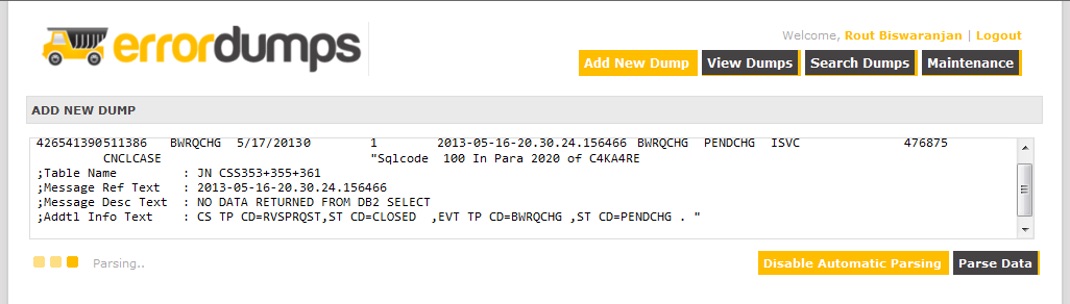 errordumps
Welcome, Rout Biswaranjan | Logout
Add New Dump View Dumps Search Dumps Maintenance
ADD NEW DUMP
426541390511386 BWRQCHG 5/17/20130 1 2013-05-16-20.30.24.156466 BWRQCHG PENDCHG ISVC 476875
CNCLCASE "Sqlcode 100 In Para 2020 of C4KA4RE
;Table Name : JN CSS353+355+361
;Message Ref Text : 2013-05-16-20.30.24.156466
;Message Desc Text : NO DATA RETURNED FROM DB2 SELECT
;Addtl Info Text : CS TP CD=RVSPRQST,ST CD=CLOSED ,EVT TP CD=BWRQCHG ,ST CD=PENDCHG . "
Parsing.. Disable Automatic Parsing Parse Data